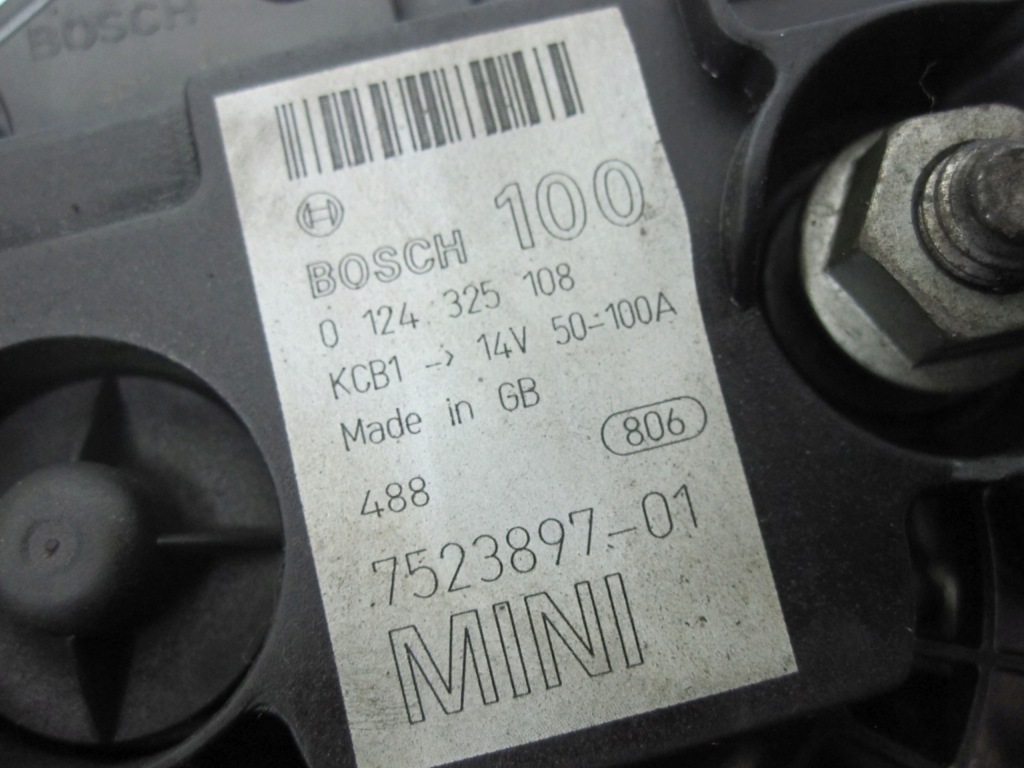 BOSCH
BOSCH 100
0 124 325 108
KCB1 -> 14V 50-100A
Made in GB
806
488
7523897-01
MINI